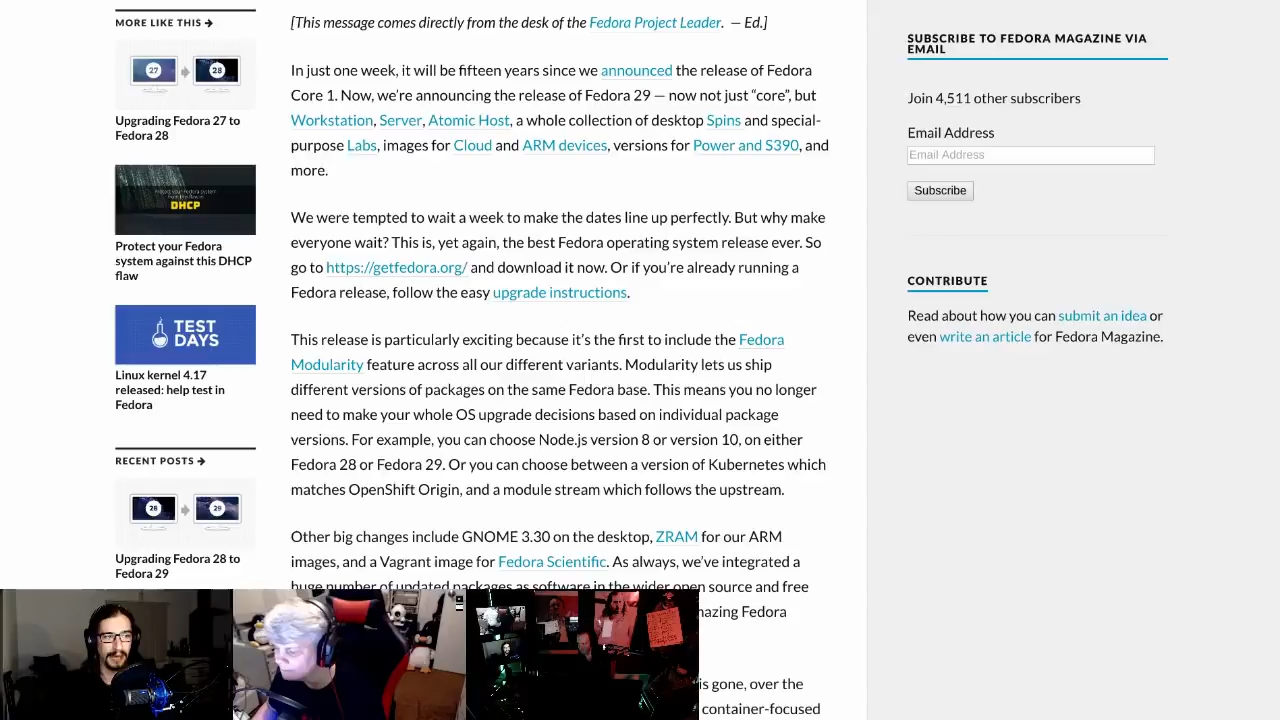 MORE LIKE THIS →
27
28
Upgrading Fedora 27 to
Fedora 28
Protect your Fedora system
from this flaw in
DHCP
Protect your Fedora
system against this DHCP
flaw
TEST
DAYS
Linux kernel 4.17
released: help test in
Fedora
RECENT POSTS →
28
29
Upgrading Fedora 28 to
Fedora 29
[This message comes directly from the desk of the Fedora Project Leader.  — Ed.]
In just one week, it will be fifteen years since we announced the release of Fedora
Core 1. Now, we’re announcing the release of Fedora 29 — now not just “core”, but
Workstation, Server, Atomic Host, a whole collection of desktop Spins and special-
purpose Labs, images for Cloud and ARM devices, versions for Power and S390, and
more.
We were tempted to wait a week to make the dates line up perfectly. But why make
everyone wait? This is, yet again, the best Fedora operating system release ever. So
go to https://getfedora.org/ and download it now. Or if you’re already running a
Fedora release, follow the easy upgrade instructions.
This release is particularly exciting because it’s the first to include the Fedora
Modularity feature across all our different variants. Modularity lets us ship
different versions of packages on the same Fedora base. This means you no longer
need to make your whole OS upgrade decisions based on individual package
versions. For example, you can choose Node.js version 8 or version 10, on either
Fedora 28 or Fedora 29. Or you can choose between a version of Kubernetes which
matches OpenShift Origin, and a module stream which follows the upstream.
Other big changes include GNOME 3.30 on the desktop, ZRAM for our ARM
images, and a Vagrant image for Fedora Scientific. As always, we’ve integrated a
huge number of updated packages as software in the wider open source and free
nazing Fedora
is gone, over the
container-focused
SUBSCRIBE TO FEDORA MAGAZINE VIA
EMAIL
Join 4,511 other subscribers
Email Address
Email Address
Subscribe
CONTRIBUTE
Read about how you can submit an idea or
even write an article for Fedora Magazine.